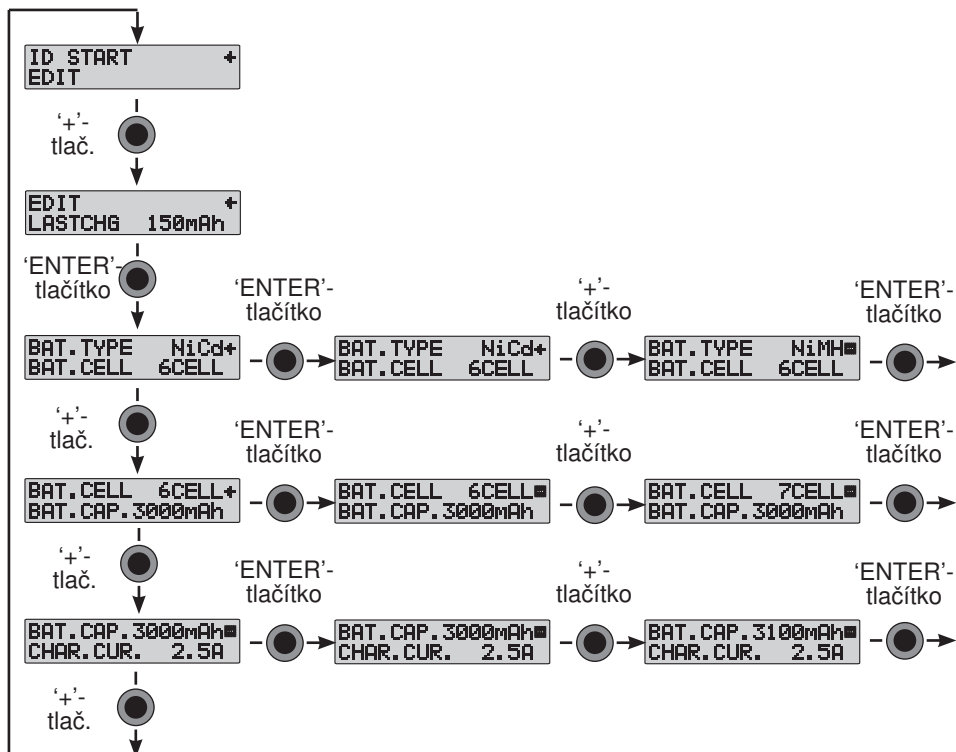 ID START
EDIT
‘+’-
tlač.
EDIT
LASTCHG 150mAh
‘ENTER’-
tlačítko
‘ENTER’-
tlačítko
‘+’-
tlačítko
‘ENTER’-
tlačítko
BAT.TYPE NiCd
BAT.CELL 6CELL
BAT.TYPE NiCd
BAT.CELL 6CELL
BAT.TYPE NiMH
BAT.CELL 6CELL
‘+’-
tlač.
‘ENTER’-
tlačítko
‘+’-
tlačítko
‘ENTER’-
tlačítko
BAT.CELL 6CELL
BAT.CAP.3000mAh
BAT.CELL 6CELL
BAT.CAP.3000mAh
BAT.CELL 7CELL
BAT.CAP.3000mAh
‘+’-
tlač.
‘ENTER’-
tlačítko
‘+’-
tlačítko
‘ENTER’-
tlačítko
BAT.CAP.3000mAh
CHAR.CUR. 2.5A
BAT.CAP.3000mAh
CHAR.CUR. 2.5A
BAT.CAP.3100mAh
CHAR.CUR. 2.5A
‘+’-
tlač.